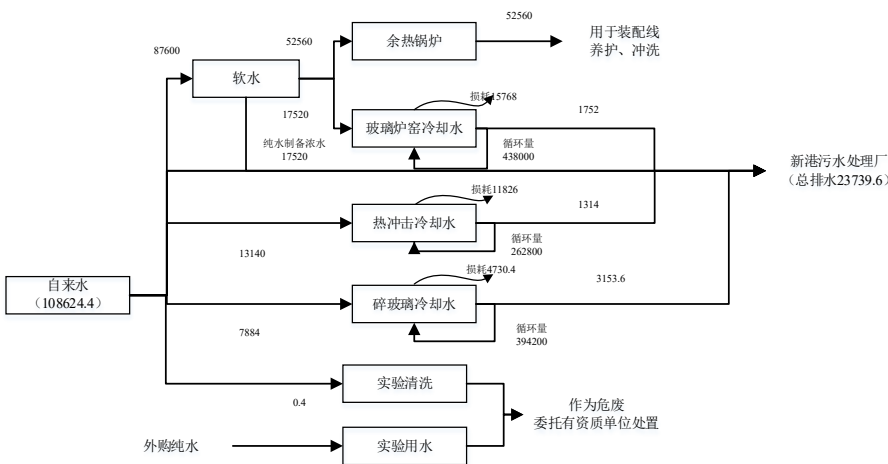 52560
余热锅炉
52560
用于装配线
养护、冲洗
87600
软水
17520
纯水制备浓水
17520
损耗15768
玻璃炉窑冷却水
1752
循环量
438000
新港污水处理厂
（总排水23739.6）
损耗11826
热冲击冷却水
1314
13140
循环量
262800
自来水
（108624.4）
损耗4730.4
碎玻璃冷却水
3153.6
7884
循环量
394200
实验清洗
0.4
作为危废
委托有资质单位处置
外购纯水
实验用水